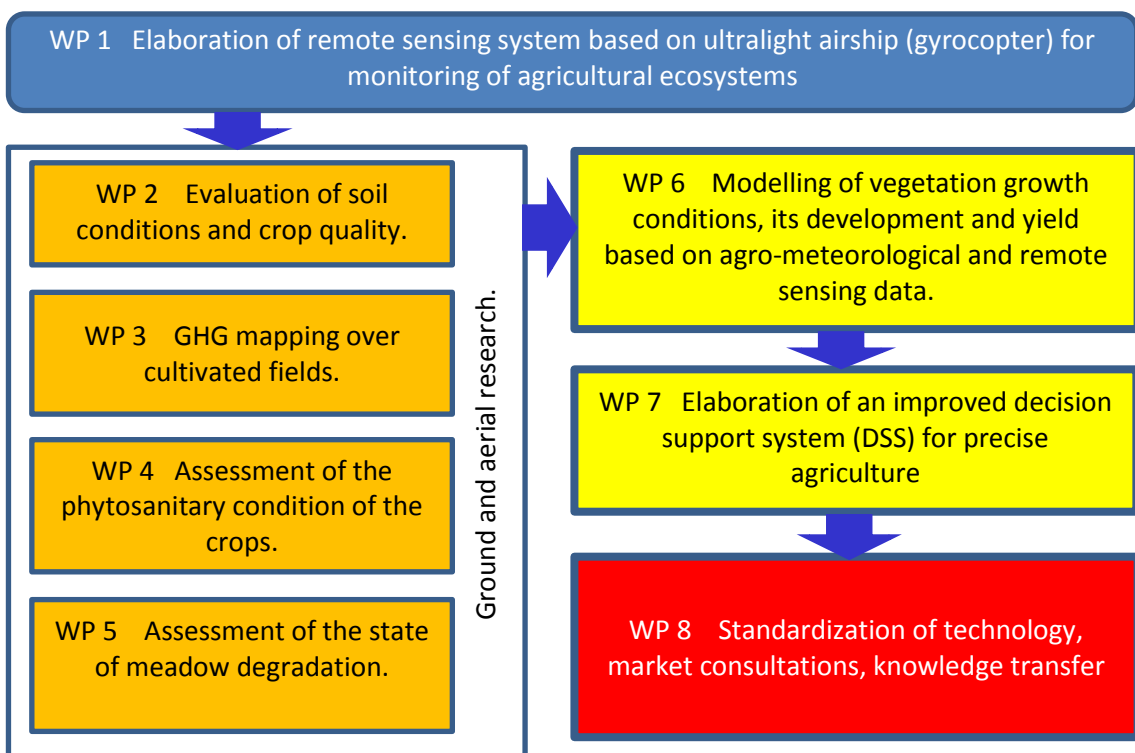 WP 1 Elaboration of remote sensing system based on ultralight airship (gyrocopter) for
monitoring of agricultural ecosystems
WP 2 Evaluation of soil
conditions and crop quality.
WP 3 GHG mapping over
cultivated fields.
WP 4 Assessment of the
phytosanitary condition of the
crops.
WP 5 Assessment of the state
of meadow degradation.
Ground and aerial research.
WP 6 Modelling of vegetation growth
conditions, its development and yield
based on agro-meteorological and remote
sensing data.
WP 7 Elaboration of an improved decision
support system (DSS) for precise
agriculture
WP 8 Standardization of technology,
market consultations, knowledge transfer